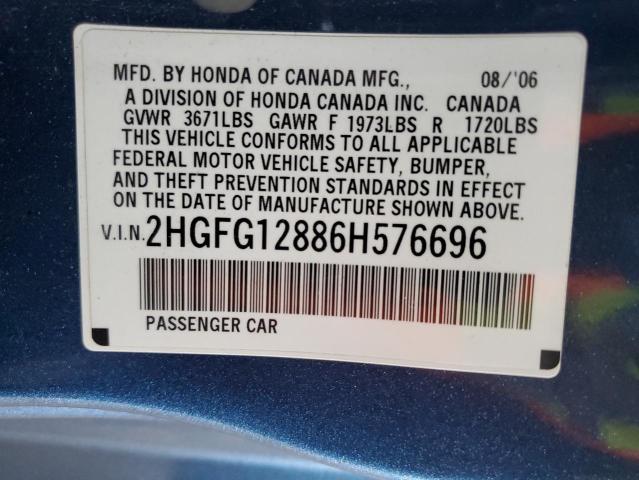 MFD. BY HONDA OF CANADA MFG., 08/'06
A DIVISION OF HONDA CANADA INC. CANADA
GVWR 3671LBS GAWR F 1973LBS R 1720LBS
THIS VEHICLE CONFORMS TO ALL APPLICABLE
FEDERAL MOTOR VEHICLE SAFETY, BUMPER,
AND THEFT PREVENTION STANDARDS IN EFFECT
ON THE DATE OF MANUFACTURE SHOWN ABOVE.
V.I.N. 2HGFG12886H576696
PASSENGER CAR